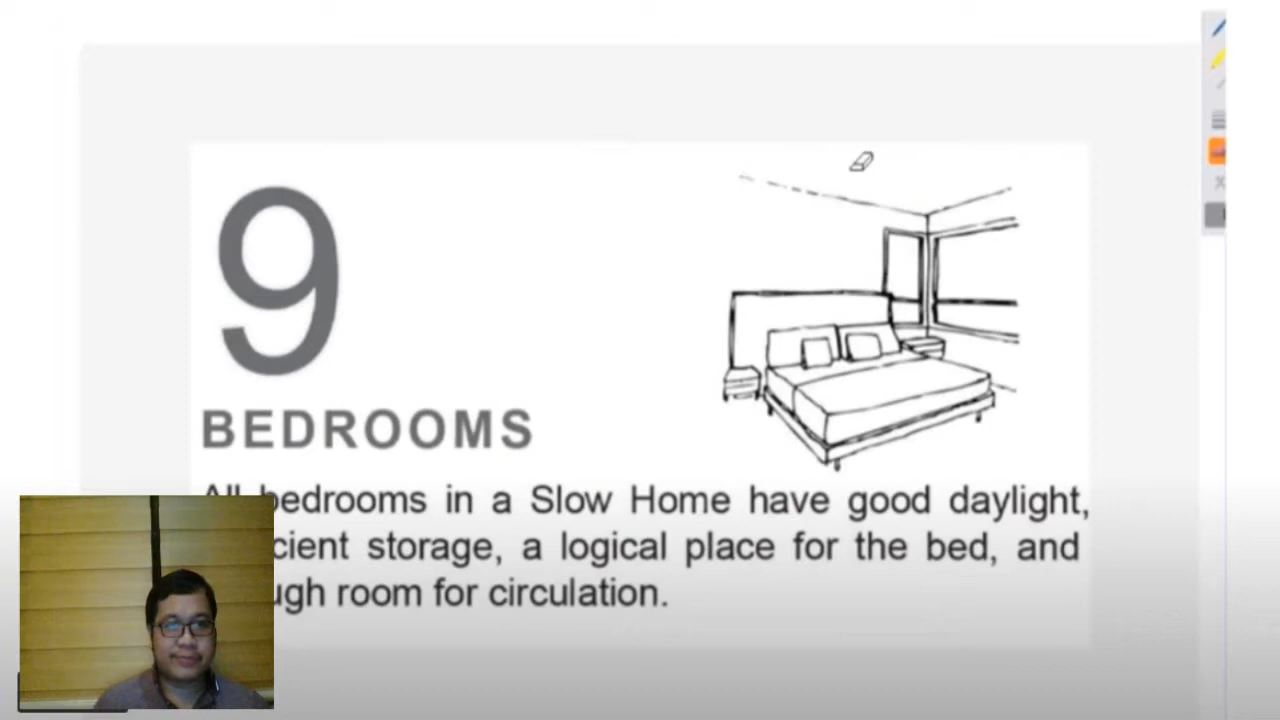 9
BEDROOMS
All bedrooms in a Slow Home have good daylight,
cient storage, a logical place for the bed, and
ugh room for circulation.